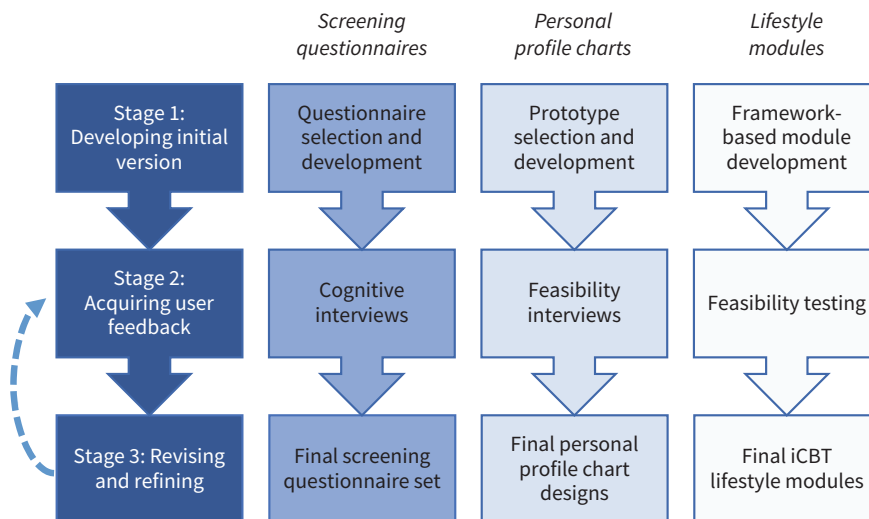 Screening
questionnaires
Personal
profile charts
Lifestyle
modules
Stage 1:
Developing initial
version
Questionnaire
selection and
development
Prototype
selection and
development
Framework-
based module
development
Stage 2:
Acquiring user
feedback
Cognitive
interviews
Feasibility
interviews
Feasibility testing
Stage 3: Revising
and refining
Final screening
questionnaire set
Final personal
profile chart
designs
Final iCBT
lifestyle modules